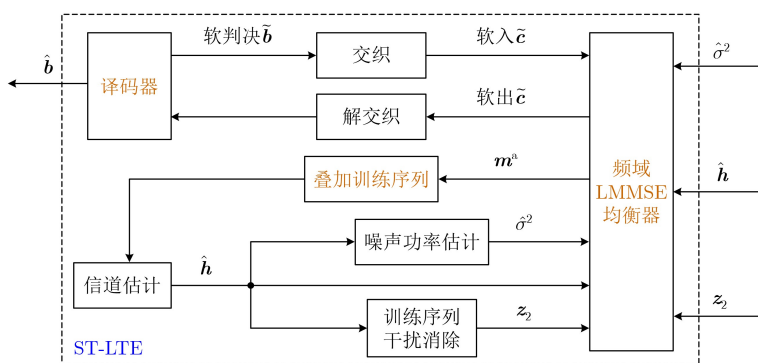 软判决b̃
交织
软入c̃
σ̂²
b̂
译码器
解交织
软出c̃
叠加训练序列
mᵃ
频域
LMMSE
均衡器
ĥ
噪声功率估计
σ̂²
信道估计
ĥ
训练序列
干扰消除
z₂
z₂
ST-LTE